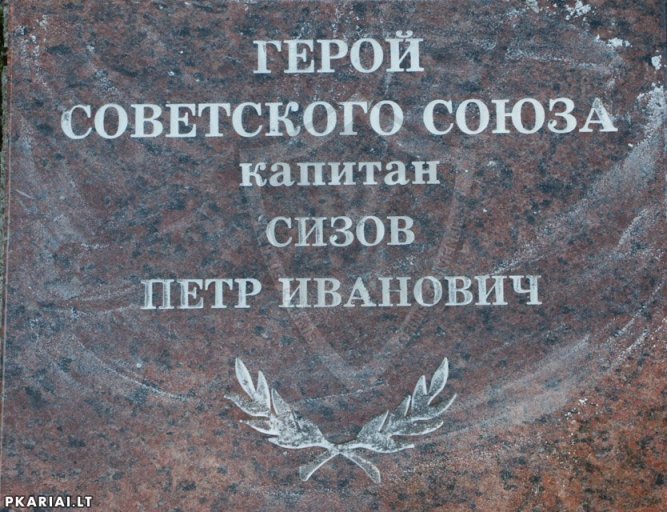 ГЕРОЙ
СОВЕТСКОГО СОЮЗА
капитан
СИЗОВ
ПЕТР ИВАНОВИЧ
PKARIAI.LT